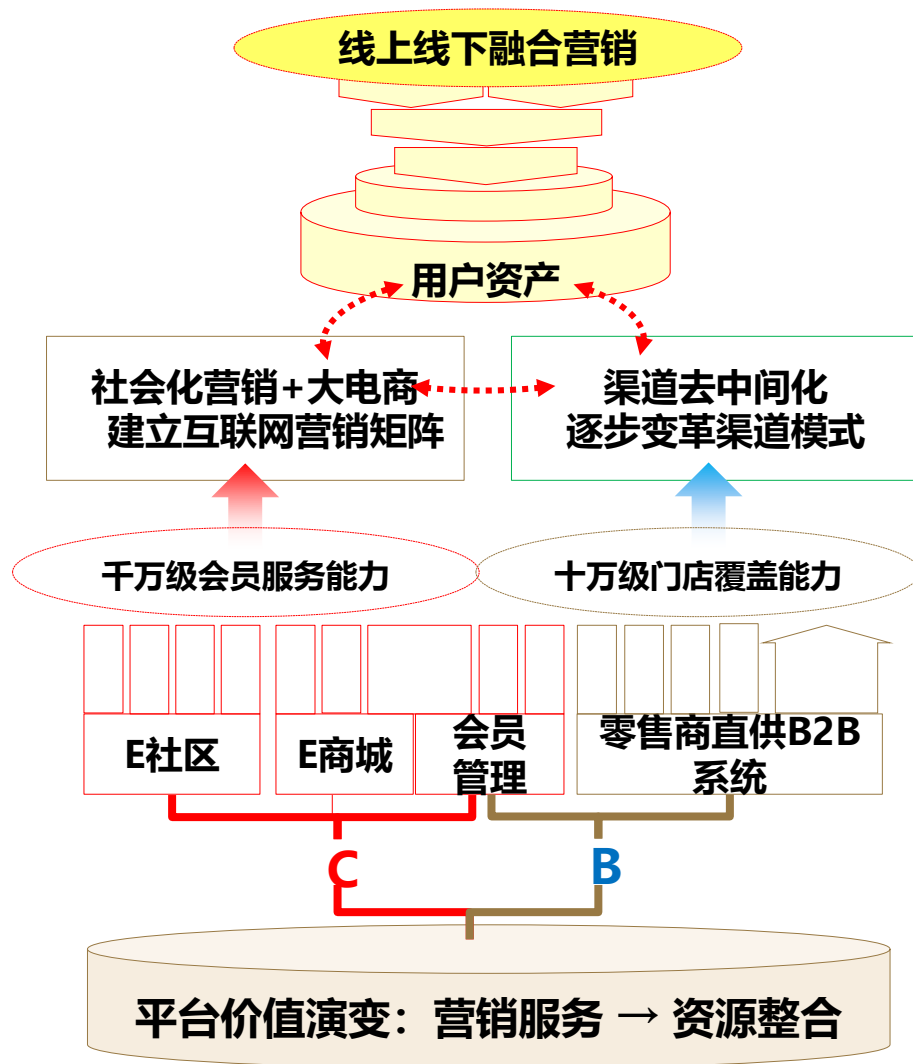 线上线下融合营销
用户资产
社会化营销+大电商
建立互联网营销矩阵
渠道去中间化
逐步变革渠道模式
千万级会员服务能力
十万级门店覆盖能力
E社区
E商城
会员
管理
零售商直供B2B
系统
C
B
平台价值演变：营销服务 → 资源整合